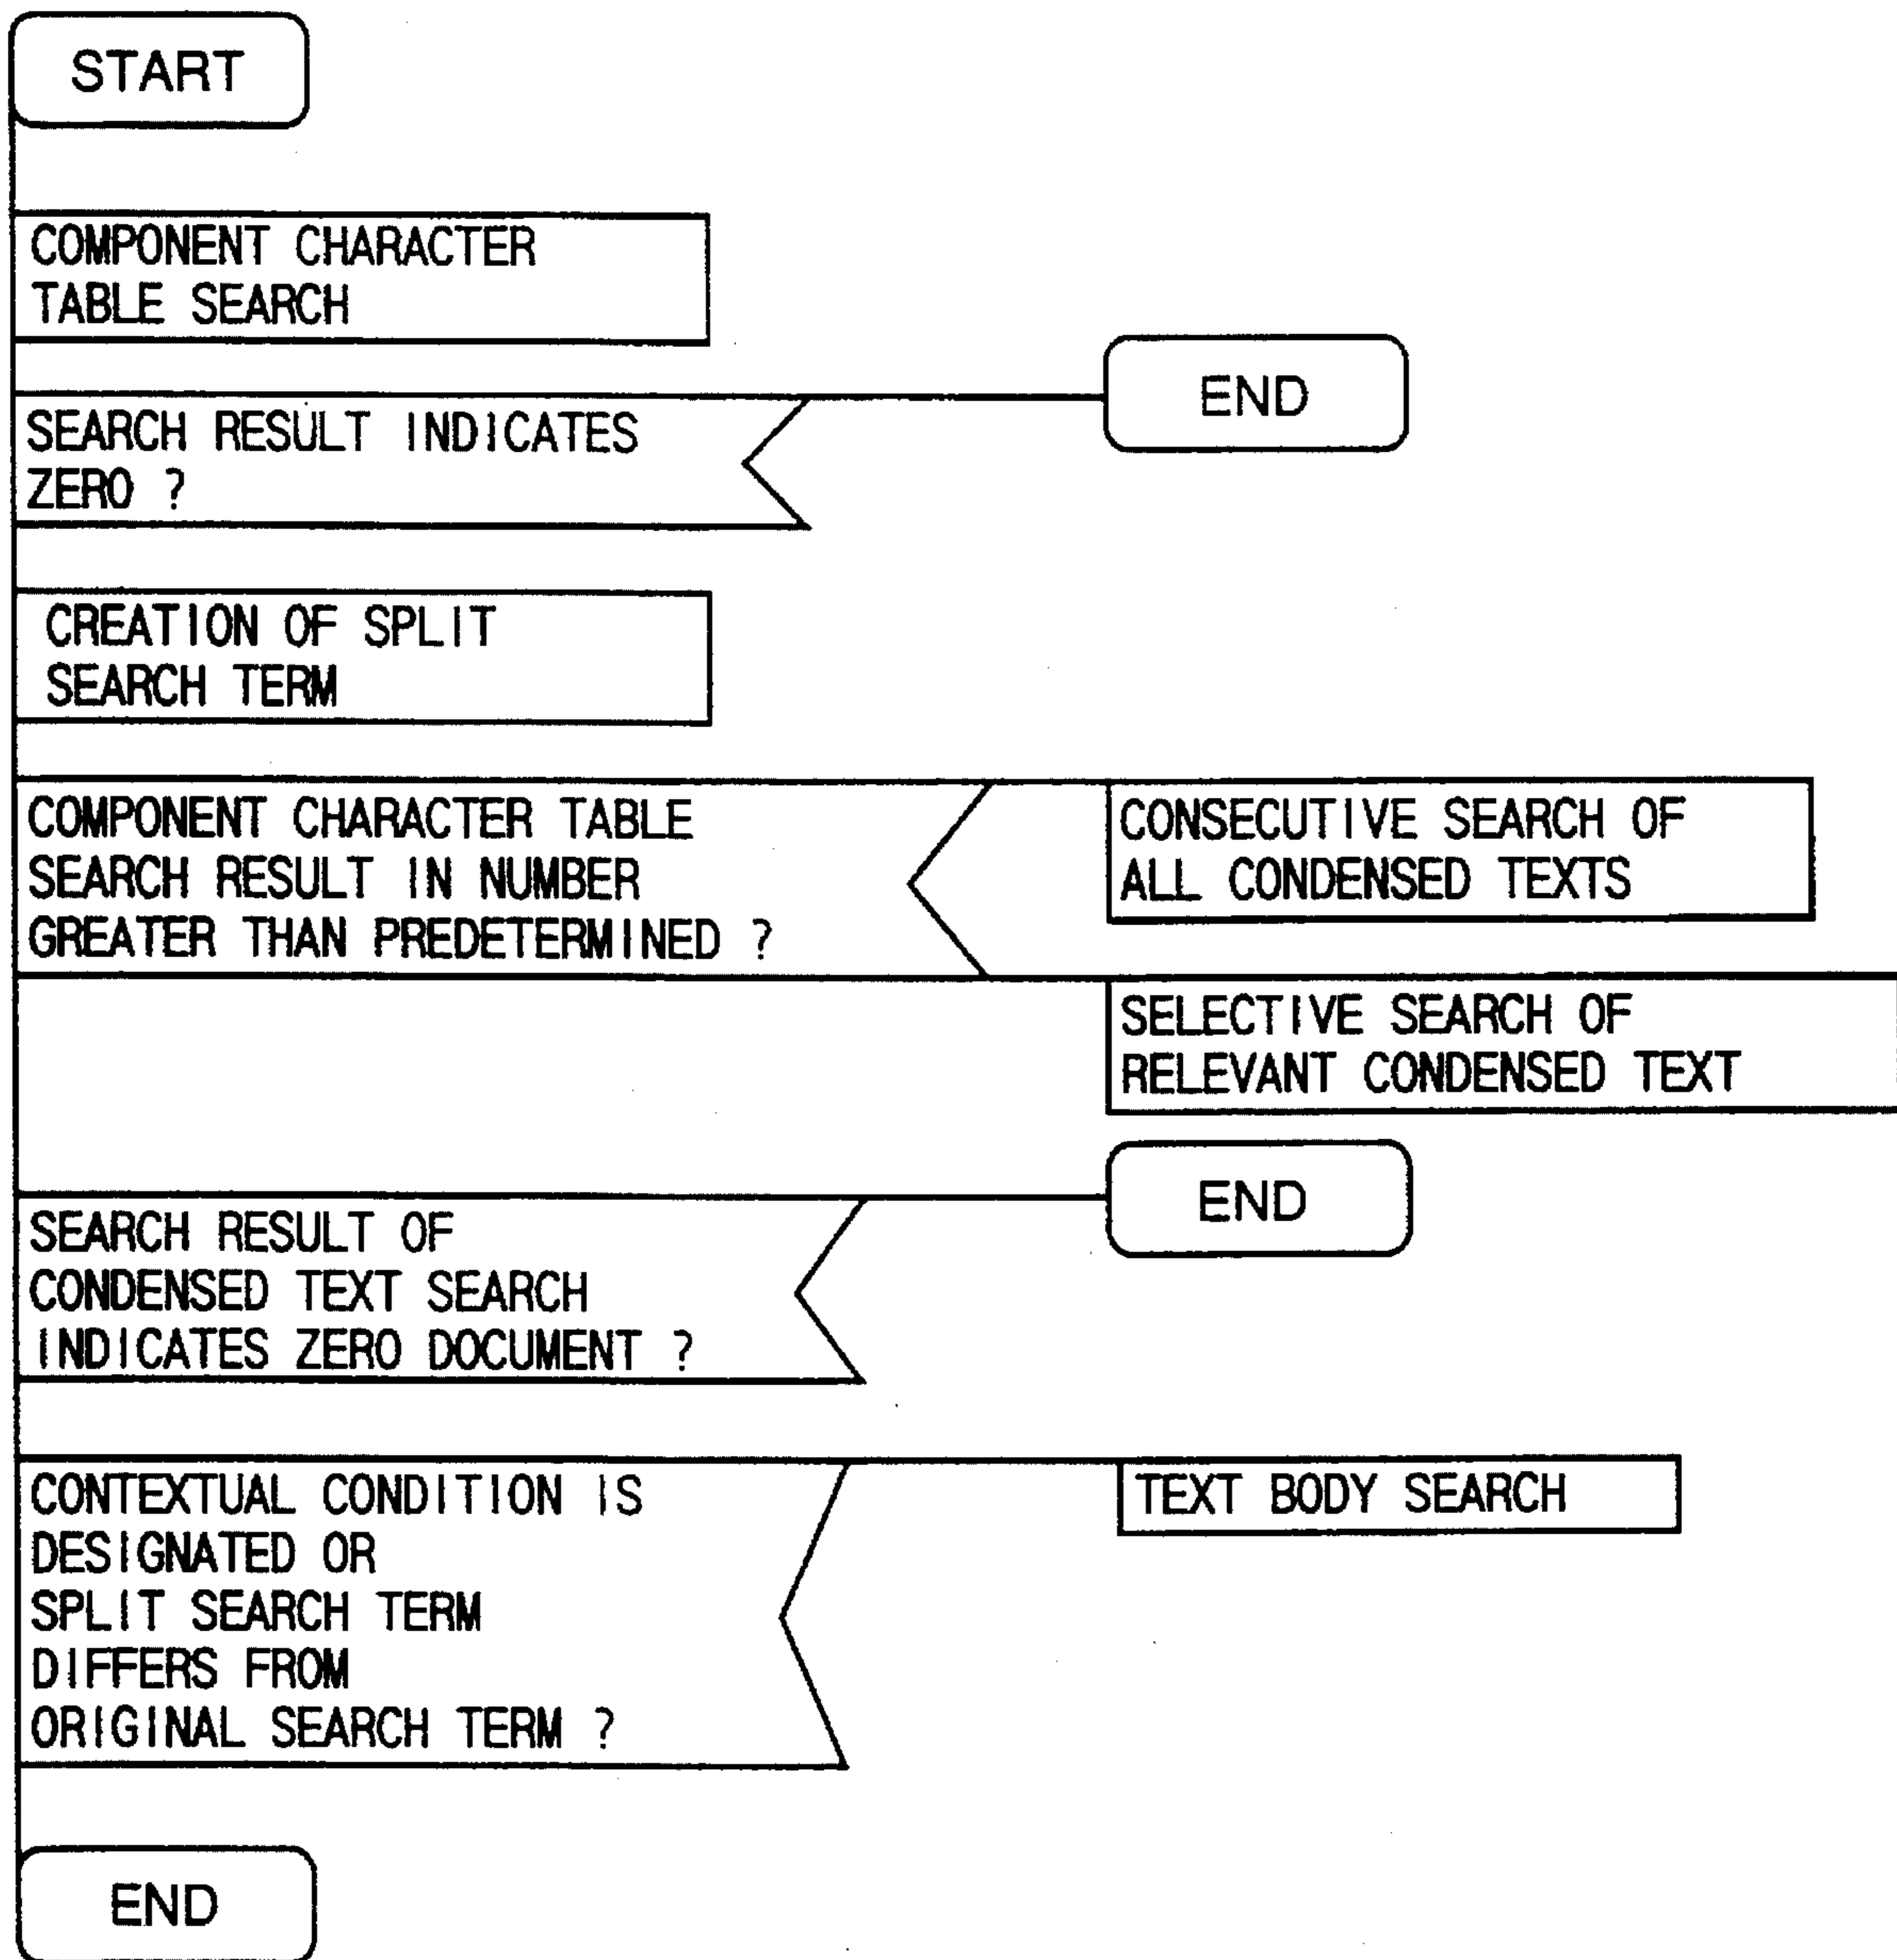 START
COMPONENT CHARACTER
TABLE SEARCH
SEARCH RESULT INDICATES
ZERO ?
END
CREATION OF SPLIT
SEARCH TERM
COMPONENT CHARACTER TABLE
SEARCH RESULT IN NUMBER
GREATER THAN PREDETERMINED ?
CONSECUTIVE SEARCH OF
ALL CONDENSED TEXTS
SELECTIVE SEARCH OF
RELEVANT CONDENSED TEXT
SEARCH RESULT OF
CONDENSED TEXT SEARCH
INDICATES ZERO DOCUMENT ?
END
CONTEXTUAL CONDITION IS
DESIGNATED OR
SPLIT SEARCH TERM
DIFFERS FROM
ORIGINAL SEARCH TERM ?
TEXT BODY SEARCH
END